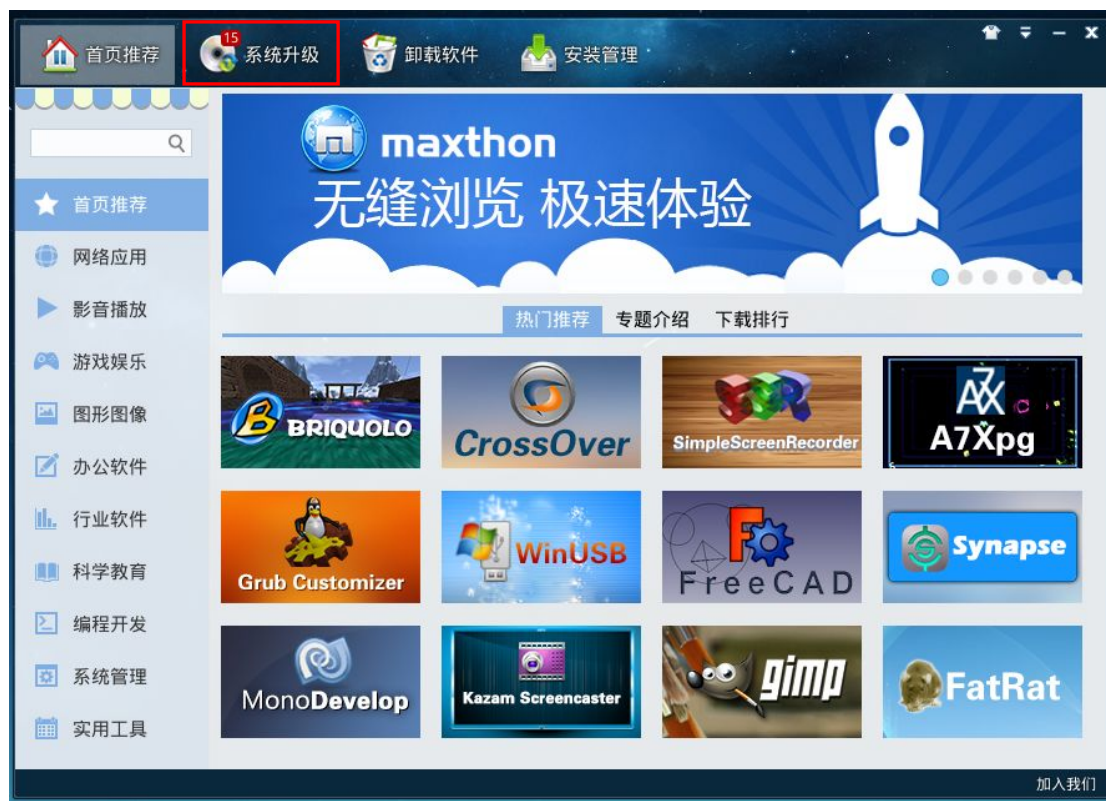 首页推荐
15
系统升级
卸载软件
安装管理
maxthon
无缝浏览 极速体验
首页推荐
网络应用
影音播放
游戏娱乐
图形图像
办公软件
行业软件
科学教育
编程开发
系统管理
实用工具
热门推荐 专题介绍 下载排行
BRIQUOLO
CrossOver
SSR
SimpleScreenRecorder
A7X
A7Xpg
Grub Customizer
WinUSB
FreeCAD
Synapse
MonoDevelop
Kazam Screencaster
gimp
FatRat
加入我们